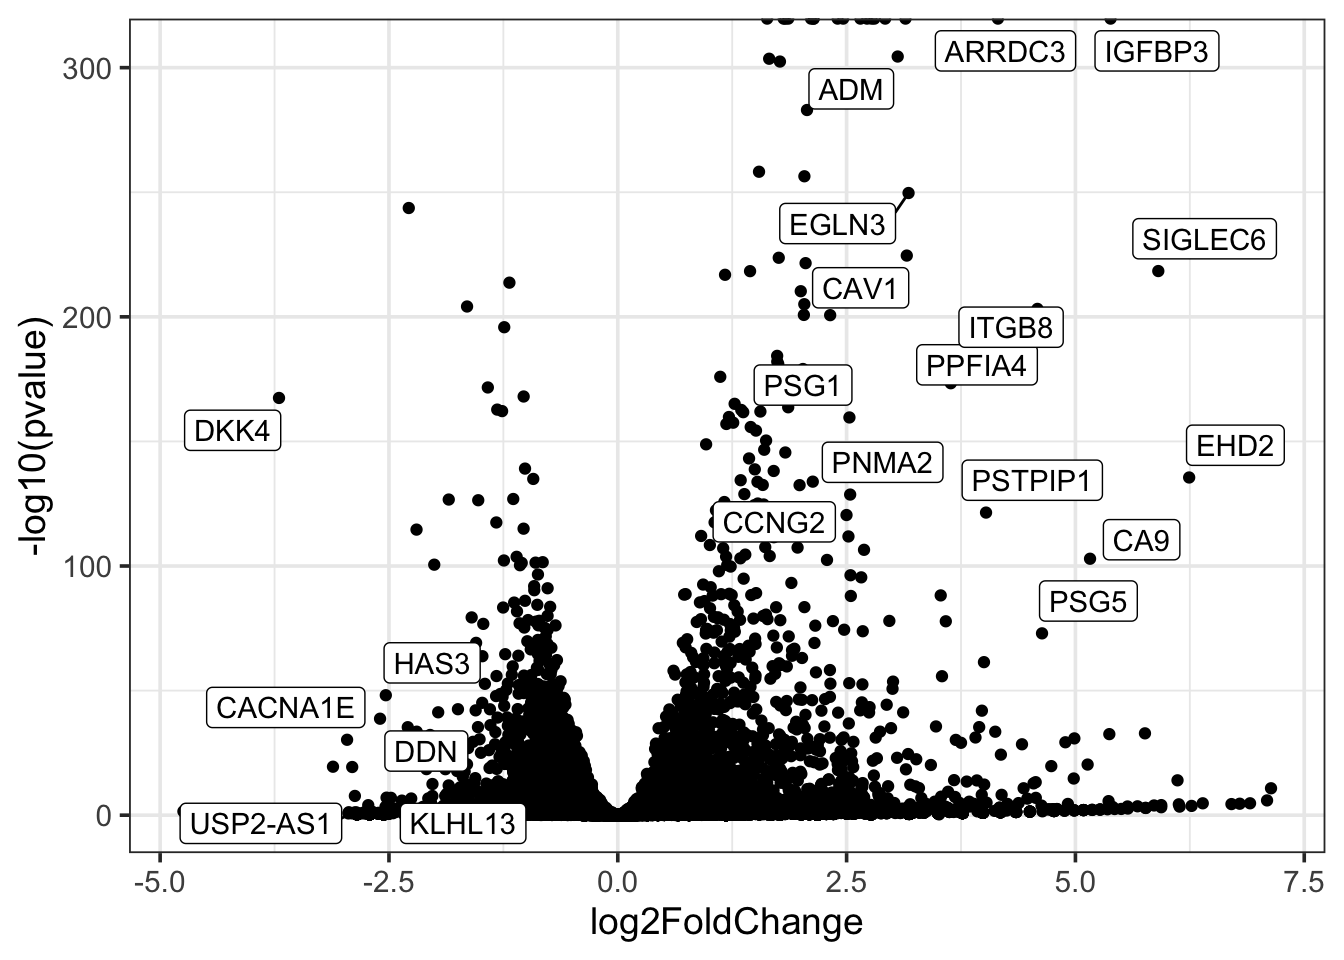 ARRDC3
IGFBP3
ADM
EGLN3
SIGLEC6
CAV1
ITGB8
PPFIA4
PSG1
DKK4
EHD2
PNMA2
PSTPIP1
CCNG2
CA9
PSG5
HAS3
CACNA1E
DDN
USP2-AS1
KLHL13
300
200
100
0
-log10(pvalue)
-5.0
-2.5
0.0
2.5
5.0
7.5
log2FoldChange